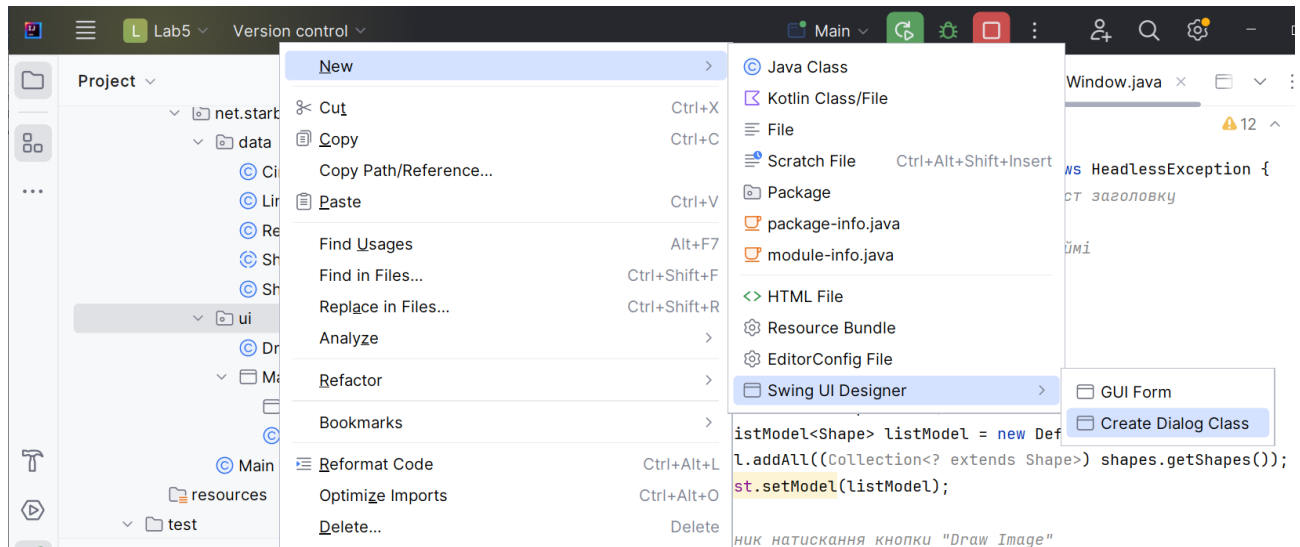 L Lab5 Version control Main
Project
net.starb
data
Ci
Lir
Re
Sh
Sh
ui
Dr
Ma
Main
resources
test
New
Cut Ctrl+X
Copy Ctrl+C
Copy Path/Reference...
Paste Ctrl+V
Find Usages Alt+F7
Find in Files... Ctrl+Shift+F
Replace in Files... Ctrl+Shift+R
Analyze
Refactor
Bookmarks
Reformat Code Ctrl+Alt+L
Optimize Imports Ctrl+Alt+O
Delete... Delete
Java Class
Kotlin Class/File
File
Scratch File Ctrl+Alt+Shift+Insert
Package
package-info.java
module-info.java
HTML File
Resource Bundle
EditorConfig File
Swing UI Designer
GUI Form
Create Dialog Class
Window.java
12
ws HeadlessException {
ст заголовку
ймі
istModel<Shape> listModel = new Def
l.addAll((Collection<? extends Shape>) shapes.getShapes());
st.setModel(listModel);
ник натискання кнопки "Draw Image"